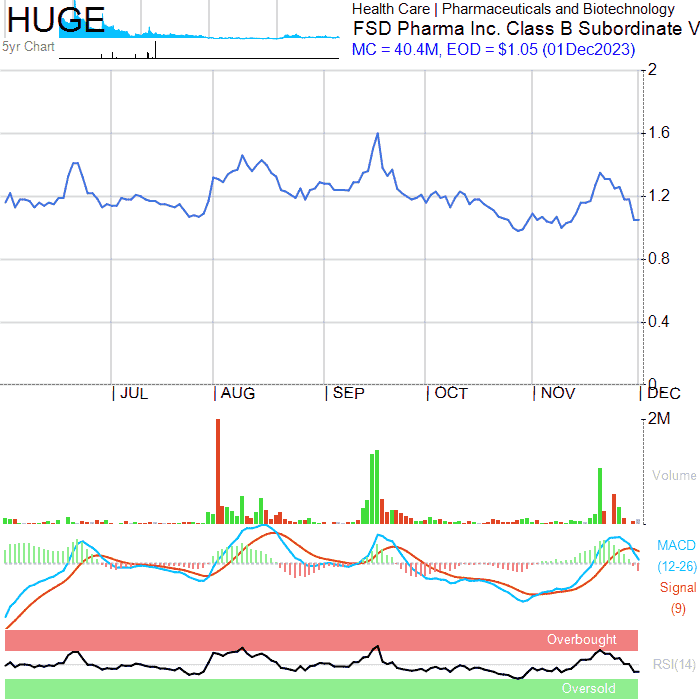 HUGE
Health Care | Pharmaceuticals and Biotechnology
FSD Pharma Inc. Class B Subordinate V
5yr Chart
MC = 40.4M, EOD = $1.05 (01Dec2023)
2
1.6
1.2
0.8
0.4
0
JUL AUG SEP OCT NOV DEC
2M
Volume
MACD
(12-26)
Signal
(9)
Overbought
RSI(14)
Oversold